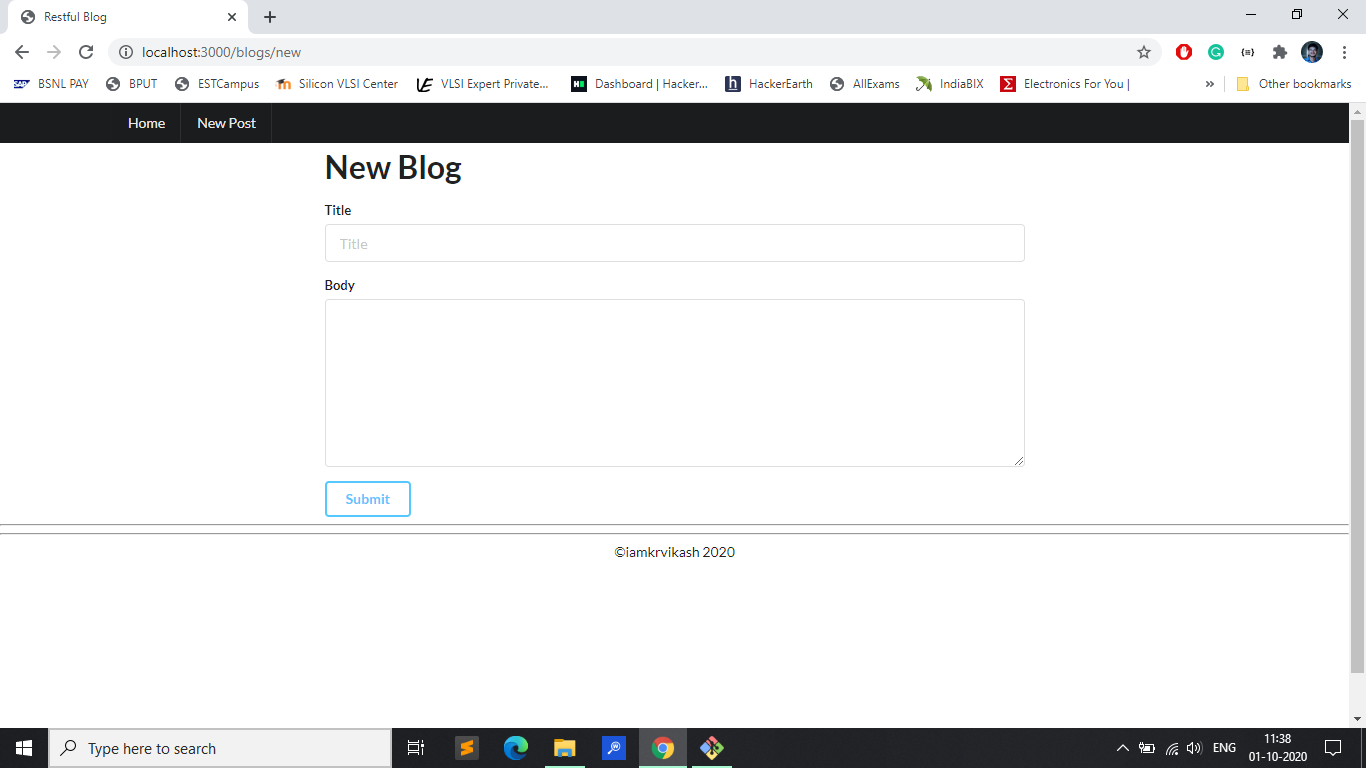 Restful Blog
localhost:3000/blogs/new
BSNL PAY BPUT ESTCampus Silicon VLSI Center VLSI Expert Private... Dashboard | Hacker... HackerEarth AllExams IndiaBIX Electronics For You | » Other bookmarks
Home New Post
New Blog
Title
Title
Body
Submit
©iamkrvikash 2020
Type here to search
ENG
11:38
01-10-2020